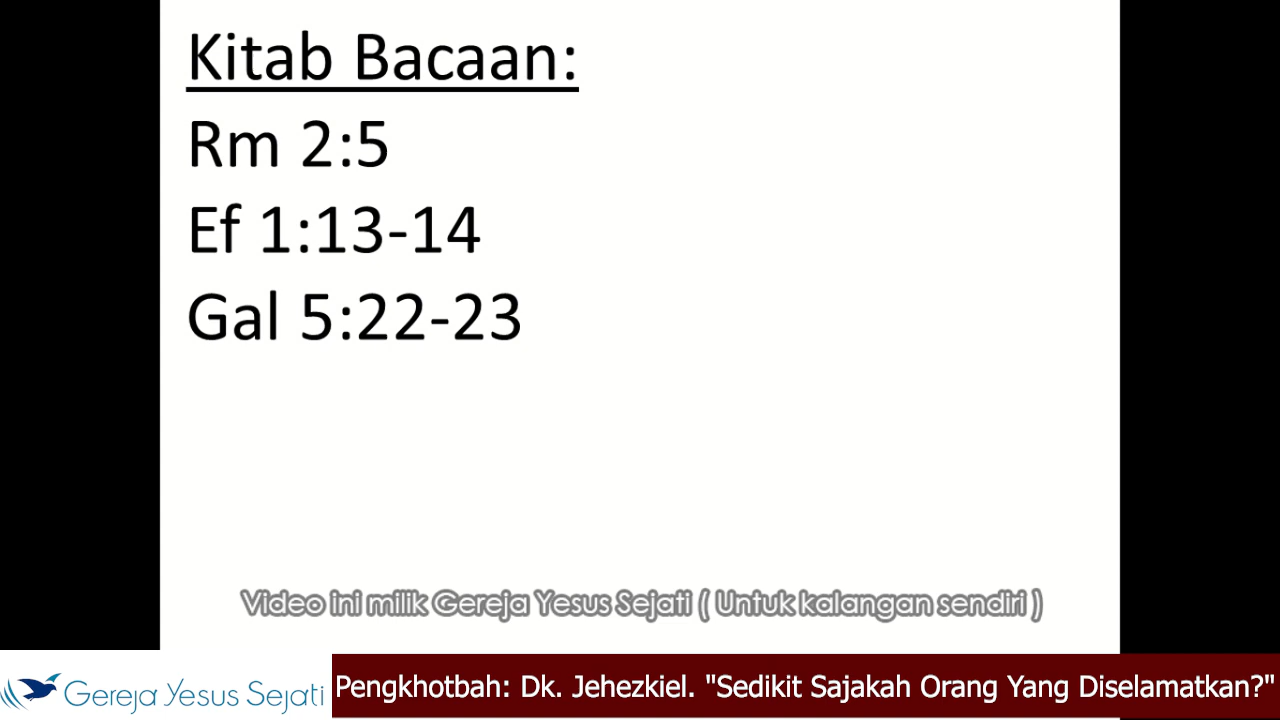 Kitab Bacaan:
Rm 2:5
Ef 1:13-14
Gal 5:22-23
Video ini milik Gereja Yesus Sejati ( Untuk kalangan sendiri )
Gereja Yesus Sejati
Pengkhotbah: Dk. Jehezkiel. "Sedikit Sajakah Orang Yang Diselamatkan?"